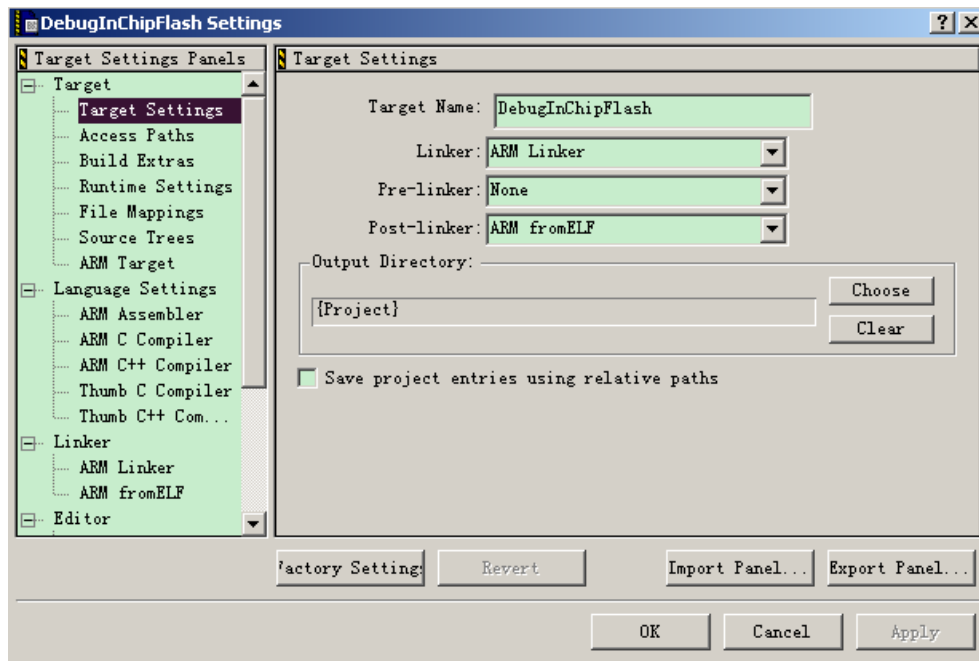 DebugInChipFlash Settings
Target Settings Panels
Target
Target Settings
Access Paths
Build Extras
Runtime Settings
File Mappings
Source Trees
ARM Target
Language Settings
ARM Assembler
ARM C Compiler
ARM C++ Compiler
Thumb C Compiler
Thumb C++ Com...
Linker
ARM Linker
ARM fromELF
Editor
Target Settings
Target Name: DebugInChipFlash
Linker: ARM Linker
Pre-linker: None
Post-linker: ARM fromELF
Output Directory:
{Project}
Choose
Clear
Save project entries using relative paths
Factory Settings
Revert
Import Panel...
Export Panel...
OK
Cancel
Apply